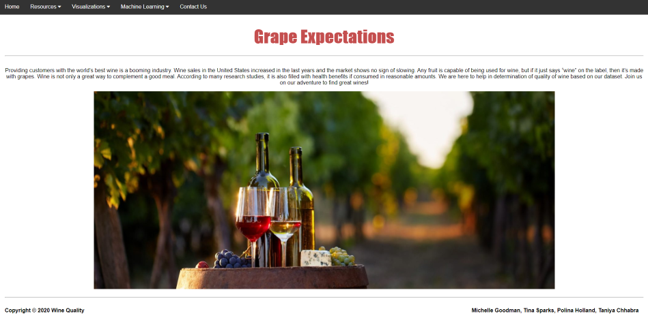 Home Resources Visualizations Machine Learning Contact Us
Grape Expectations
Providing customers with the world's best wine is a booming industry. Wine sales in the United States increased in the last years and the market shows no sign of slowing. Any fruit is capable of being used for wine, but if it just says "wine" on the label, then it's made
with grapes. Wine is not only a great way to complement a good meal. According to many research studies, it is also filled with health benefits if consumed in reasonable amounts. We are here to help in determination of quality of wine based on our dataset. Join us
on our adventure to find great wines!
Copyright © 2020 Wine Quality Michelle Goodman, Tina Sparks, Polina Holland, Taniya Chhabra